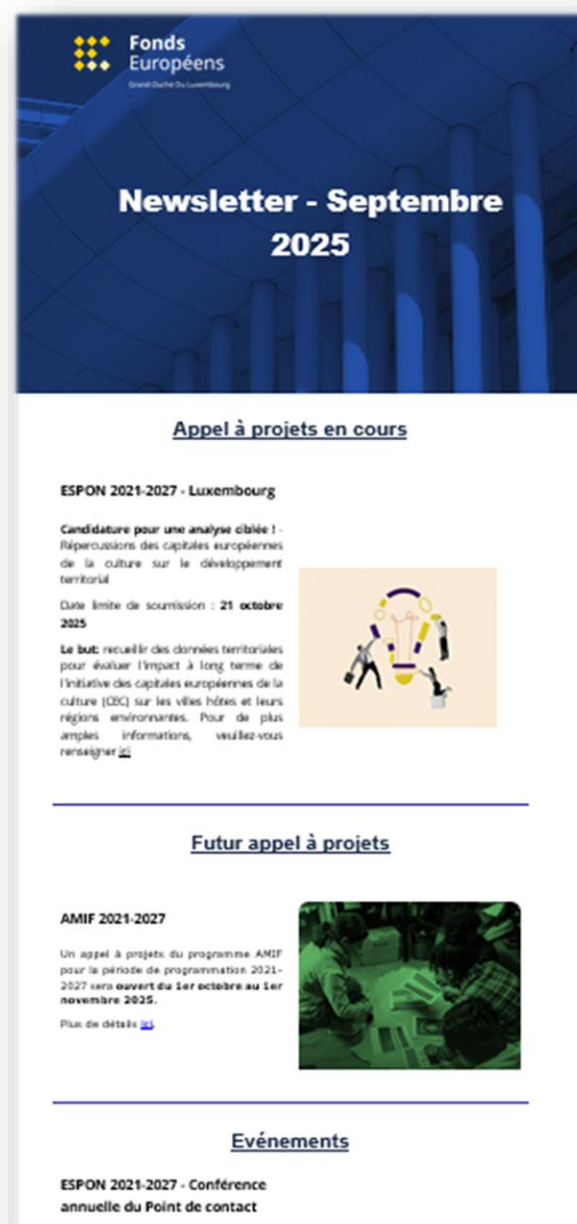 Fonds
Européens
Grand-Duché Du Luxembourg
Newsletter - Septembre
2025
Appel à projets en cours
ESPON 2021-2027 - Luxembourg
Candidature pour une analyse ciblée ! -
Répercussions des capitales européennes
de la culture sur le développement
territorial
Date limite de soumission : 21 octobre
2025
Le but: recueillir des données territoriales
pour évaluer l'impact à long terme de
l'initiative des capitales européennes de la
culture (CEC) sur les villes hôtes et leurs
régions environnantes. Pour de plus
amples informations, veuillez-vous
renseigner ici
Futur appel à projets
AMIF 2021-2027
Un appel à projets du programme AMIF
pour la période de programmation 2021-
2027 sera ouvert du 1er octobre au 1er
novembre 2025.
Plus de détails ici.
Evénements
ESPON 2021-2027 - Conférence
annuelle du Point de contact